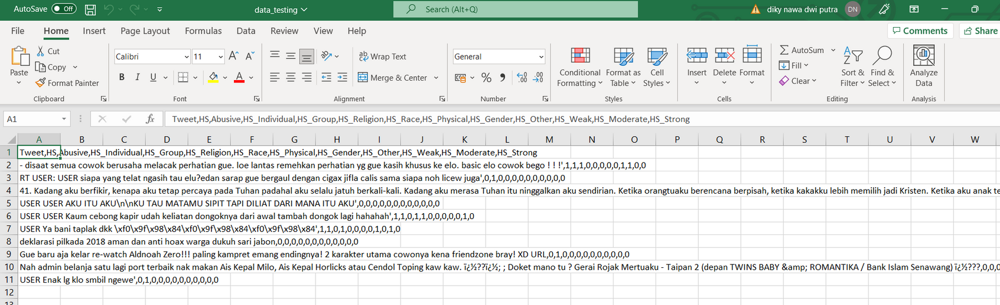 AutoSave Off data_testing Search (Alt+Q) diky nawa dwi putra DN
File Home Insert Page Layout Formulas Data Review View Help Comments Share
Paste Cut Copy Format Painter Clipboard
Calibri 11 A A B I U A Font
Wrap Text Merge & Center Alignment
General % Number
Conditional Formatting Format as Table Cell Styles Styles
Insert Delete Format Cells
AutoSum Fill Clear Sort & Filter Find & Select Editing
Analyze Data Analysis
A1 fx Tweet,HS,Abusive,HS_Individual,HS_Group,HS_Religion,HS_Race,HS_Physical,HS_Gender,HS_Other,HS_Weak,HS_Moderate,HS_Strong
A B C D E F G H I J K L M N O P Q R S T U V W
1 Tweet,HS,Abusive,HS_Individual,HS_Group,HS_Religion,HS_Race,HS_Physical,HS_Gender,HS_Other,HS_Weak,HS_Moderate,HS_Strong
2 - disaat semua cowok berusaha melacak perhatian gue. loe lantas remehkan perhatian yg gue kasih khusus ke elo. basic elo cowok bego ! ! !',1,1,1,0,0,0,0,0,1,1,0,0
3 RT USER: USER siapa yang telat ngasih tau elu?edan sarap gue bergaul dengan cigax jifla calis sama siapa noh licew juga',0,1,0,0,0,0,0,0,0,0,0,0
4 41. Kadang aku berfikir, kenapa aku tetap percaya pada Tuhan padahal aku selalu jatuh berkali-kali. Kadang aku merasa Tuhan itu ninggalkan aku sendirian. Ketika orangtuaku berencana berpisah, ketika kakakku lebih memilih jadi Kristen. Ketika aku anak te
5 USER USER AKU ITU AKU\n\nKU TAU MATAMU SIPIT TAPI DILIAT DARI MANA ITU AKU',0,0,0,0,0,0,0,0,0,0,0,0
6 USER USER Kaum cebong kapir udah keliatan dongoknya dari awal tambah dongok lagi hahahah',1,1,0,1,1,0,0,0,0,0,1,0
7 USER Ya bani taplak dkk \xf0\x9f\x98\x84\xf0\x9f\x98\x84\xf0\x9f\x98\x84',1,1,0,1,0,0,0,0,1,0,1,0
8 deklarasi pilkada 2018 aman dan anti hoax warga dukuh sari jabon,0,0,0,0,0,0,0,0,0,0,0,0
9 Gue baru aja kelar re-watch Aldnoah Zero!!! paling kampret emang endingnya! 2 karakter utama cowonya kena friendzone bray! XD URL,0,1,0,0,0,0,0,0,0,0,0,0
10 Nah admin belanja satu lagi port terbaik nak makan Ais Kepal Milo, Ais Kepal Horlicks atau Cendol Toping kaw kaw. ï¿½??ï¿½; ; Doket mano tu ? Gerai Rojak Mertuaku - Taipan 2 (depan TWINS BABY &amp; ROMANTIKA / Bank Islam Senawang) ï¿½???,0,0,0
11 USER Enak lg klo smbil ngewe',0,1,0,0,0,0,0,0,0,0,0,0
12
13